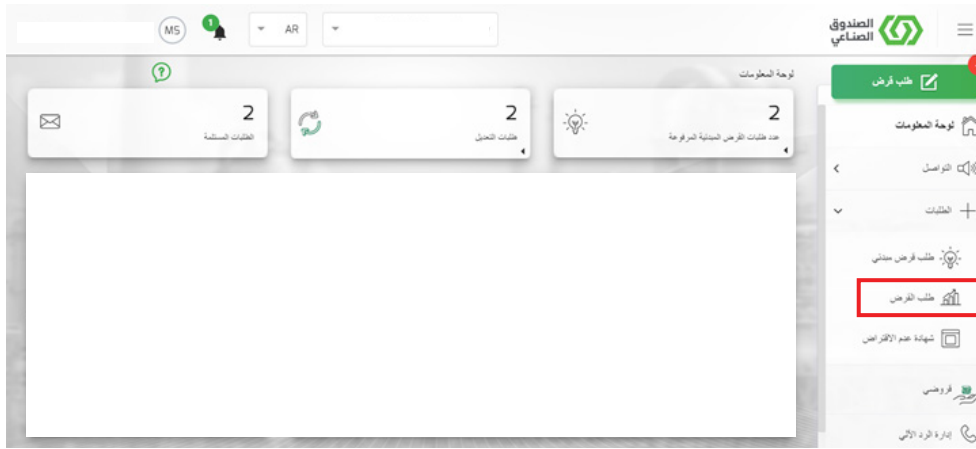 الصندوق
الصناعي
AR
1
MS
طلب قرض
لوحة المعلومات
التواصل
الطلبات
طلب قرض مبدئي
طلب القرض
شهادة عدم الاقتراض
قروضي
إدارة الرد الآلي
لوحة المعلومات
2
عدد طلبات القرض المبدئية المرفوعة
2
طلبات التعديل
2
الطلبات المستلمة